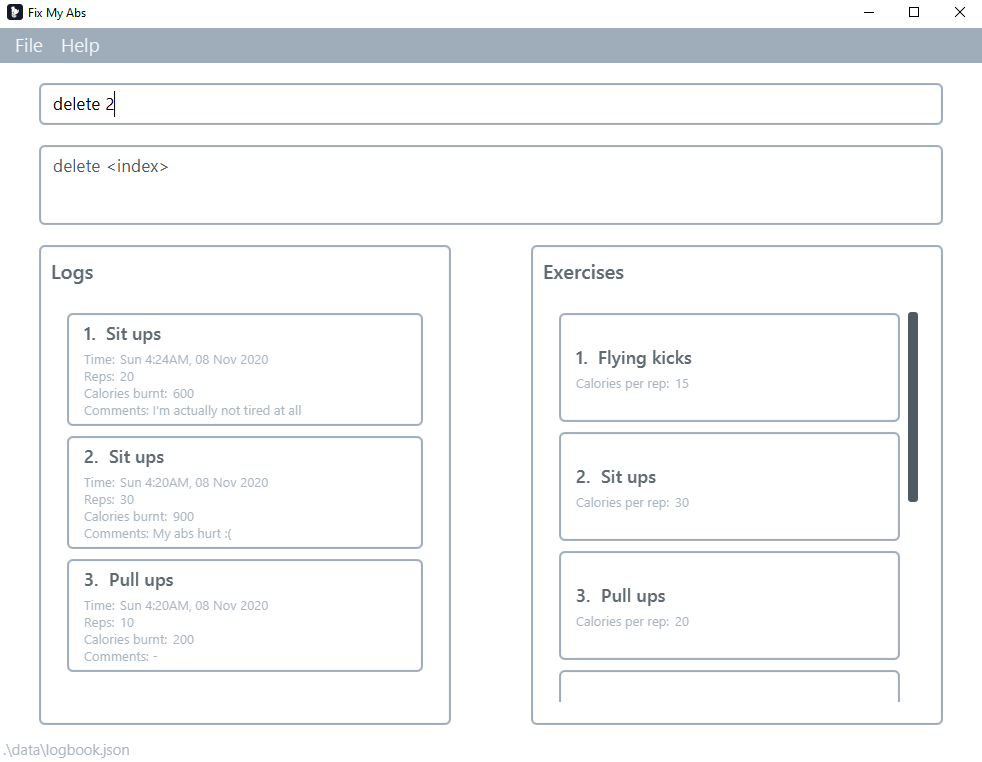 Fix My Abs
File Help
delete 2
delete <index>
Logs
1. Sit ups
Time: Sun 4:24AM, 08 Nov 2020
Reps: 20
Calories burnt: 600
Comments: I'm actually not tired at all
2. Sit ups
Time: Sun 4:20AM, 08 Nov 2020
Reps: 30
Calories burnt: 900
Comments: My abs hurt :(
3. Pull ups
Time: Sun 4:20AM, 08 Nov 2020
Reps: 10
Calories burnt: 200
Comments: -
Exercises
1. Flying kicks
Calories per rep: 15
2. Sit ups
Calories per rep: 30
3. Pull ups
Calories per rep: 20
.\data\logbook.json